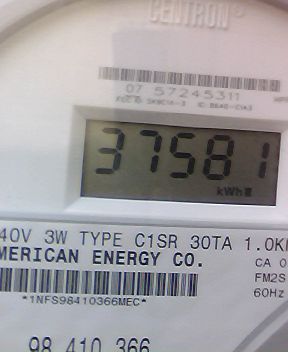 CENTRON®
07 57245311
37581
kWh
40V 3W TYPE C1SR 30TA 1.0K
MERICAN ENERGY CO.
CA 0
FM2S
*1NFS98410366MEC*
60Hz
98 410 366